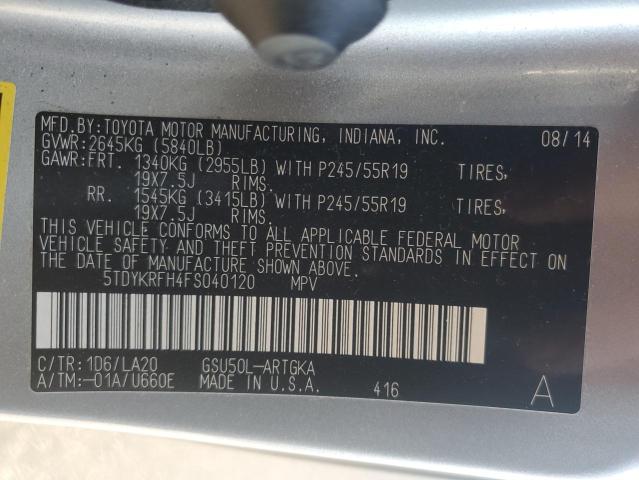 MFD.BY:TOYOTA MOTOR MANUFACTURING, INDIANA, INC. 08/14
GVWR:2645KG (5840LB)
GAWR:FRT. 1340KG (2955LB) WITH P245/55R19 TIRES,
19X7.5J RIMS.
RR. 1545KG (3415LB) WITH P245/55R19 TIRES,
19X7.5J RIMS.
THIS VEHICLE CONFORMS TO ALL APPLICABLE FEDERAL MOTOR
VEHICLE SAFETY AND THEFT PREVENTION STANDARDS IN EFFECT ON
THE DATE OF MANUFACTURE SHOWN ABOVE.
5TDYKRFH4FS040120 MPV
C/TR:1D6/LA20 GSU50L-ARTGKA
A/TM:-01A/U660E MADE IN U.S.A. 416 A